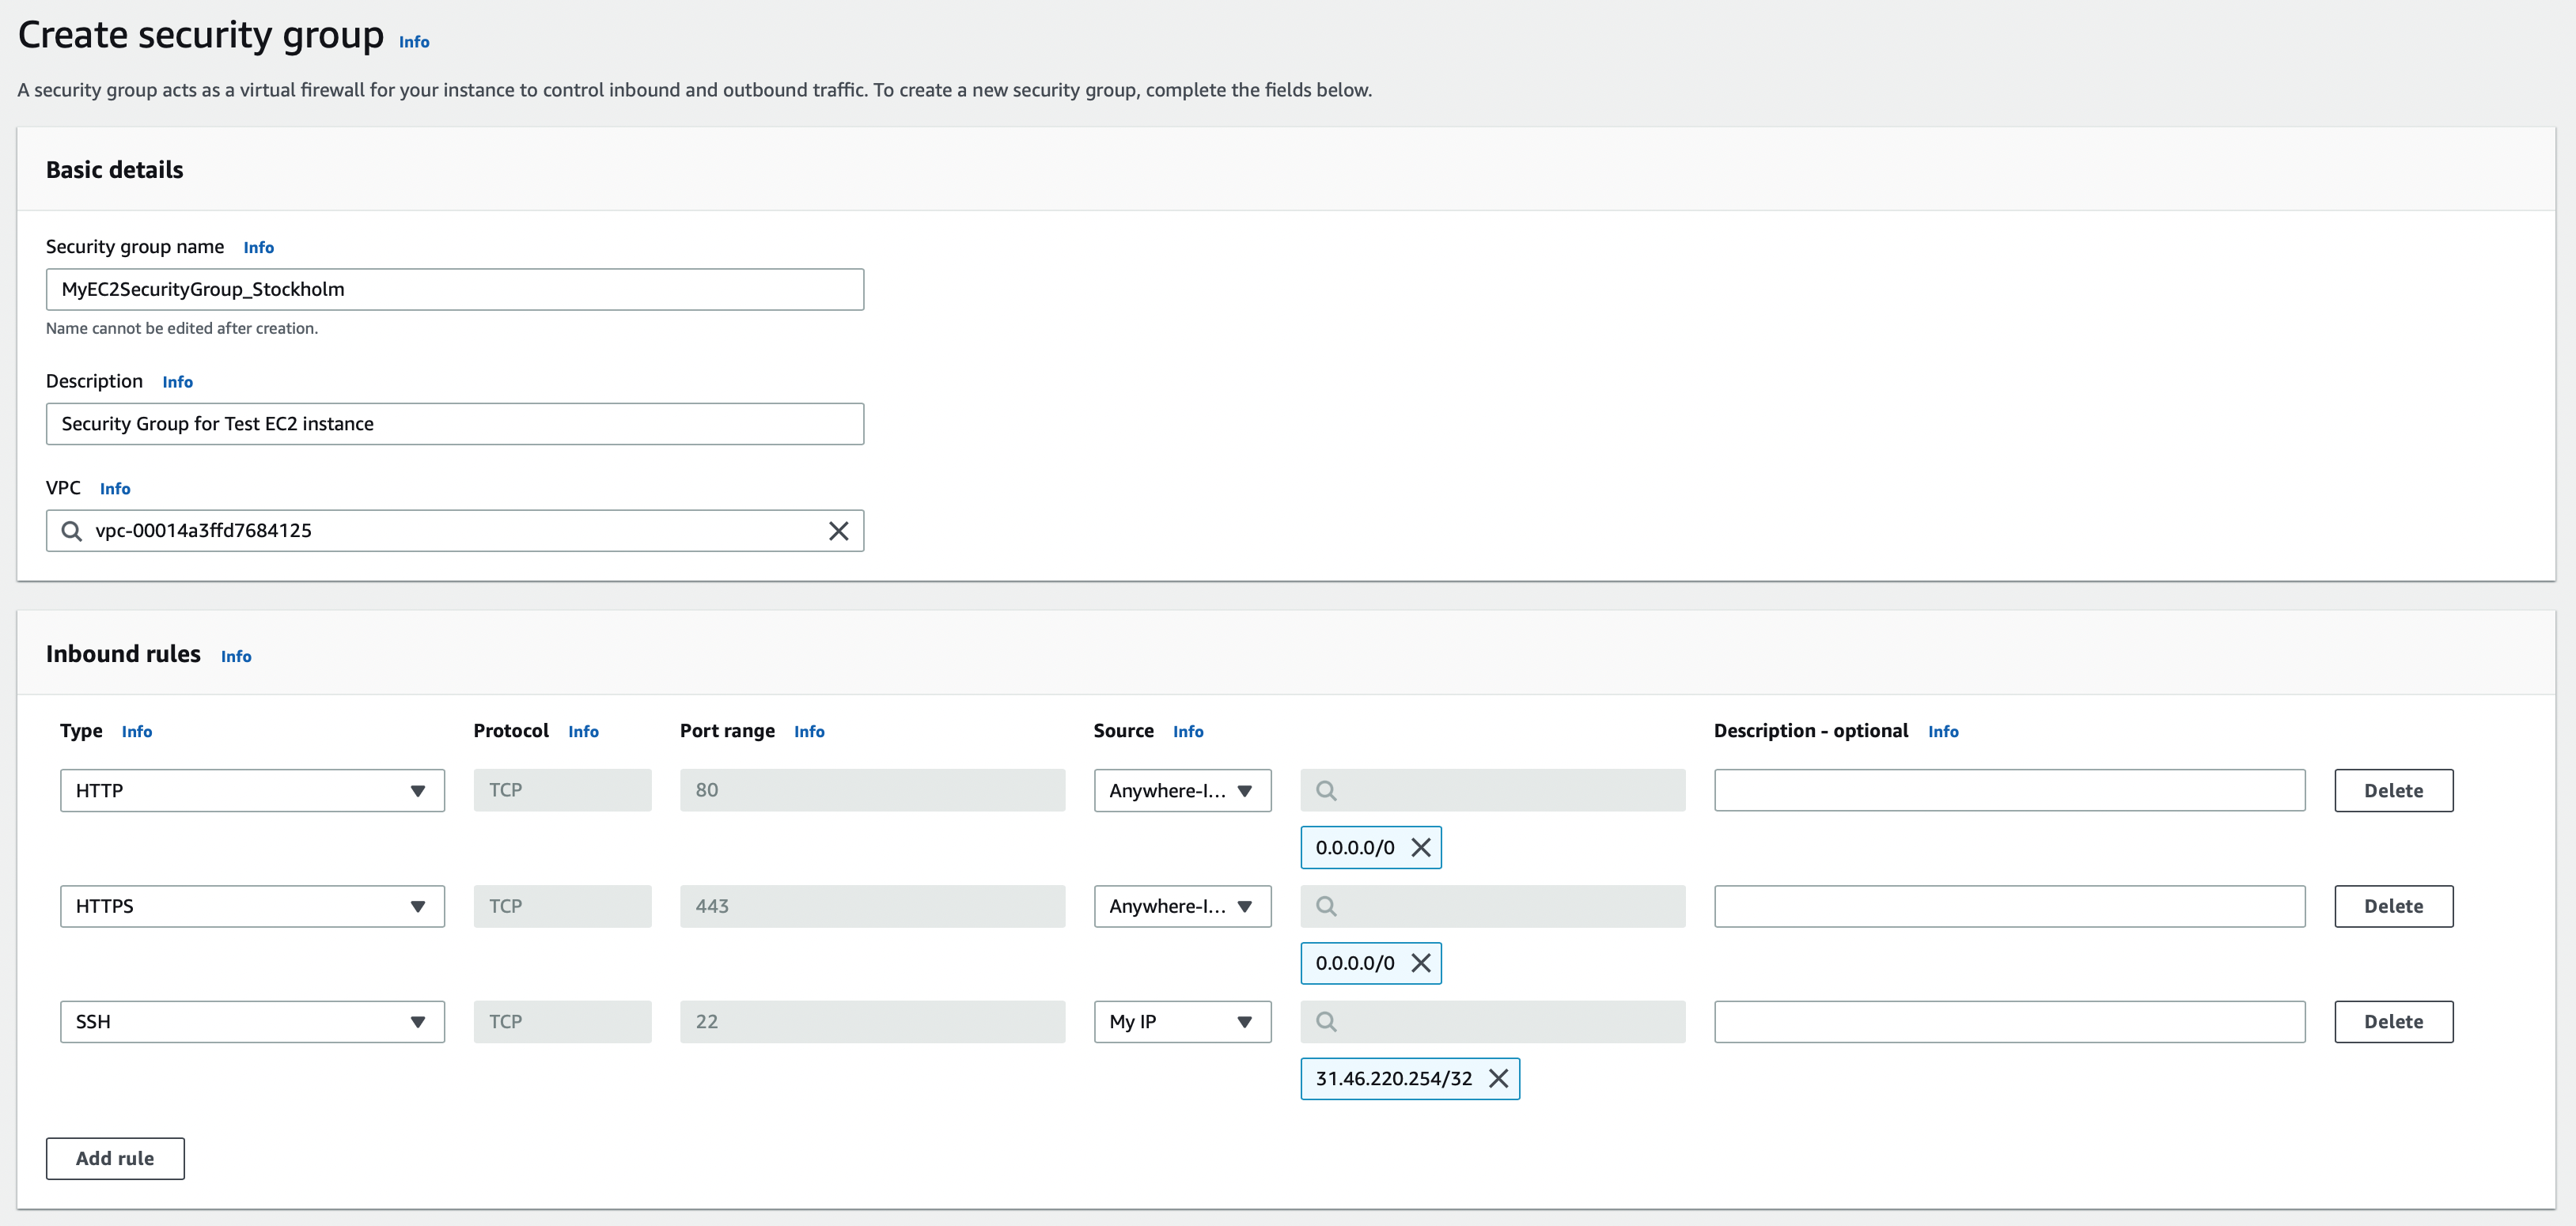 Create security group Info
A security group acts as a virtual firewall for your instance to control inbound and outbound traffic. To create a new security group, complete the fields below.
Basic details
Security group name Info
MyEC2SecurityGroup_Stockholm
Name cannot be edited after creation.
Description Info
Security Group for Test EC2 instance
VPC Info
vpc-00014a3ffd7684125
Inbound rules Info
Type Info Protocol Info Port range Info Source Info Description - optional Info
HTTP TCP 80 Anywhere-I... Delete
0.0.0.0/0
HTTPS TCP 443 Anywhere-I... Delete
0.0.0.0/0
SSH TCP 22 My IP Delete
31.46.220.254/32
Add rule